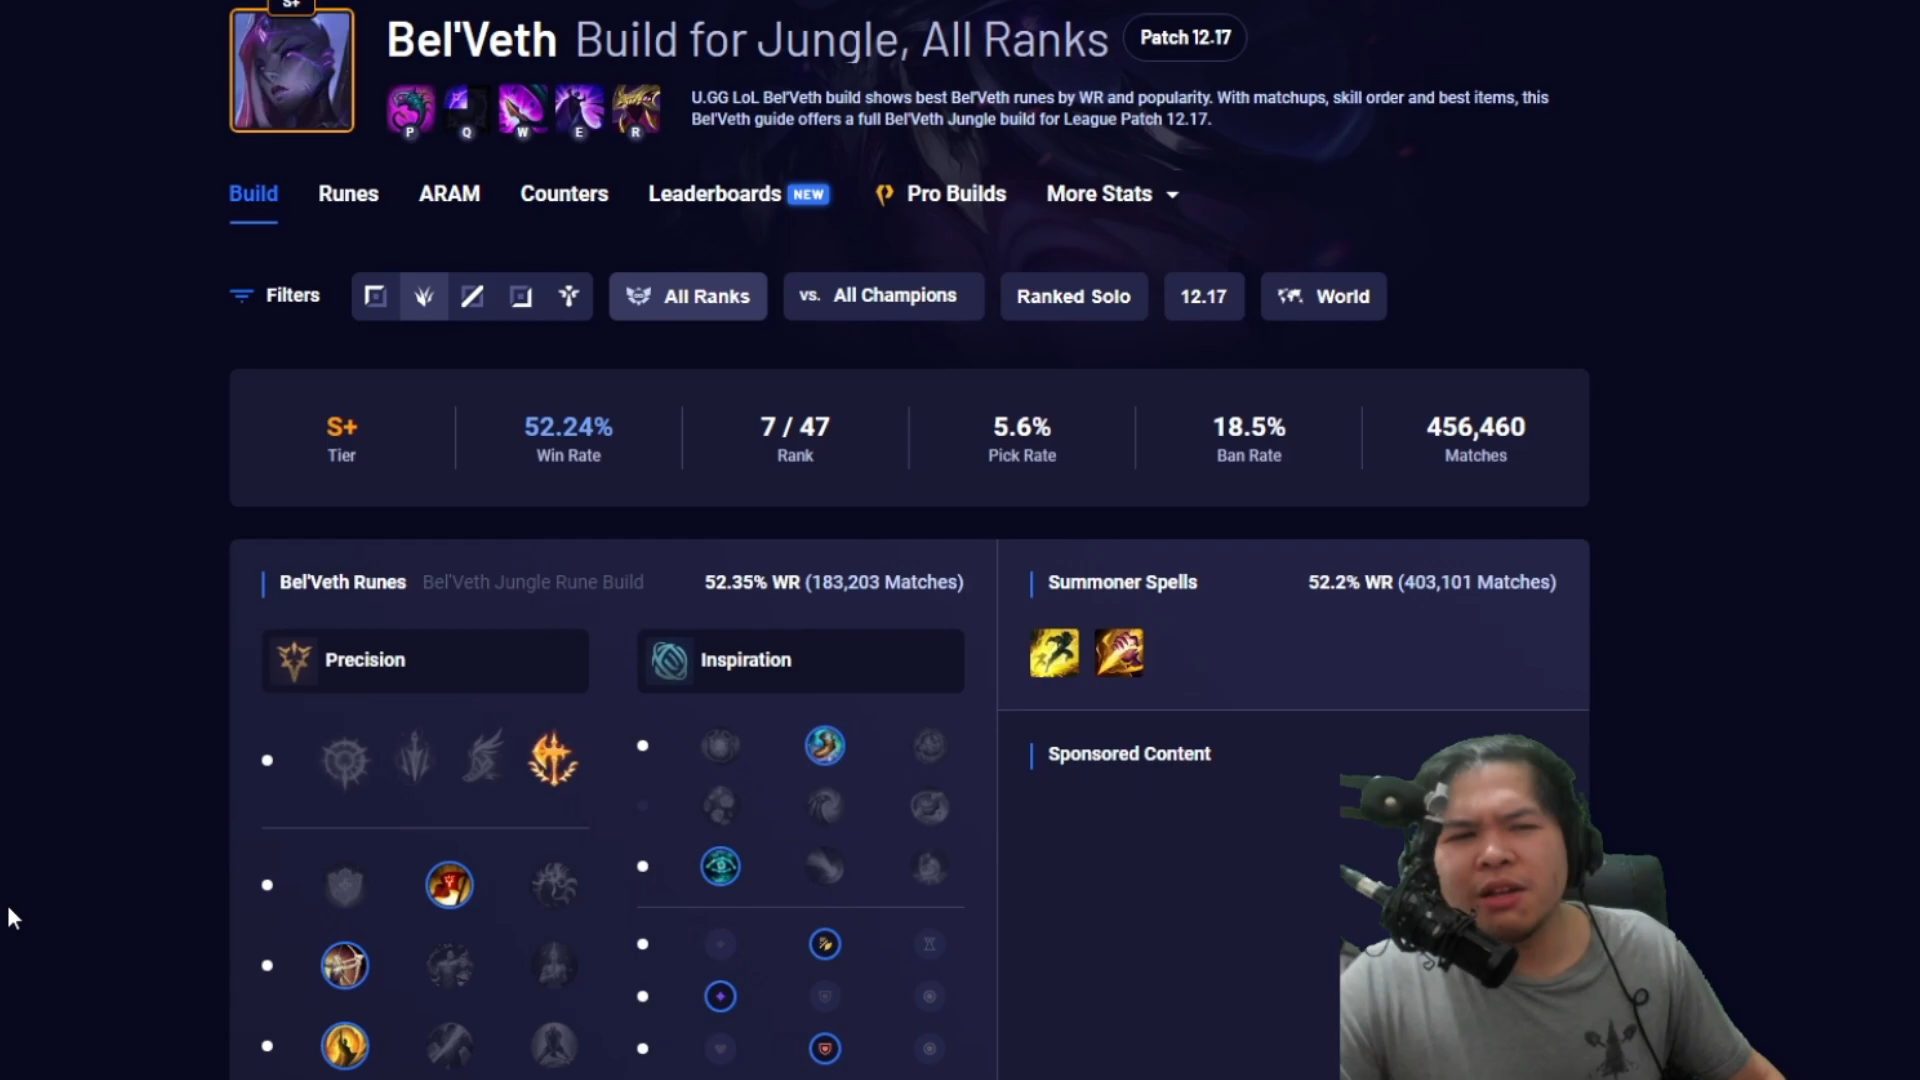 S+
Bel'Veth Build for Jungle, All Ranks Patch 12.17
P Q W E R
U.GG LoL Bel'Veth build shows best Bel'Veth runes by WR and popularity. With matchups, skill order and best items, this
Bel'Veth guide offers a full Bel'Veth Jungle build for League Patch 12.17.
Build Runes ARAM Counters Leaderboards NEW Pro Builds More Stats
Filters All Ranks vs. All Champions Ranked Solo 12.17 World
S+ 52.24% 7 / 47 5.6% 18.5% 456,460
Tier Win Rate Rank Pick Rate Ban Rate Matches
Bel'Veth Runes Bel'Veth Jungle Rune Build 52.35% WR (183,203 Matches)
Summoner Spells 52.2% WR (403,101 Matches)
Precision Inspiration
Sponsored Content